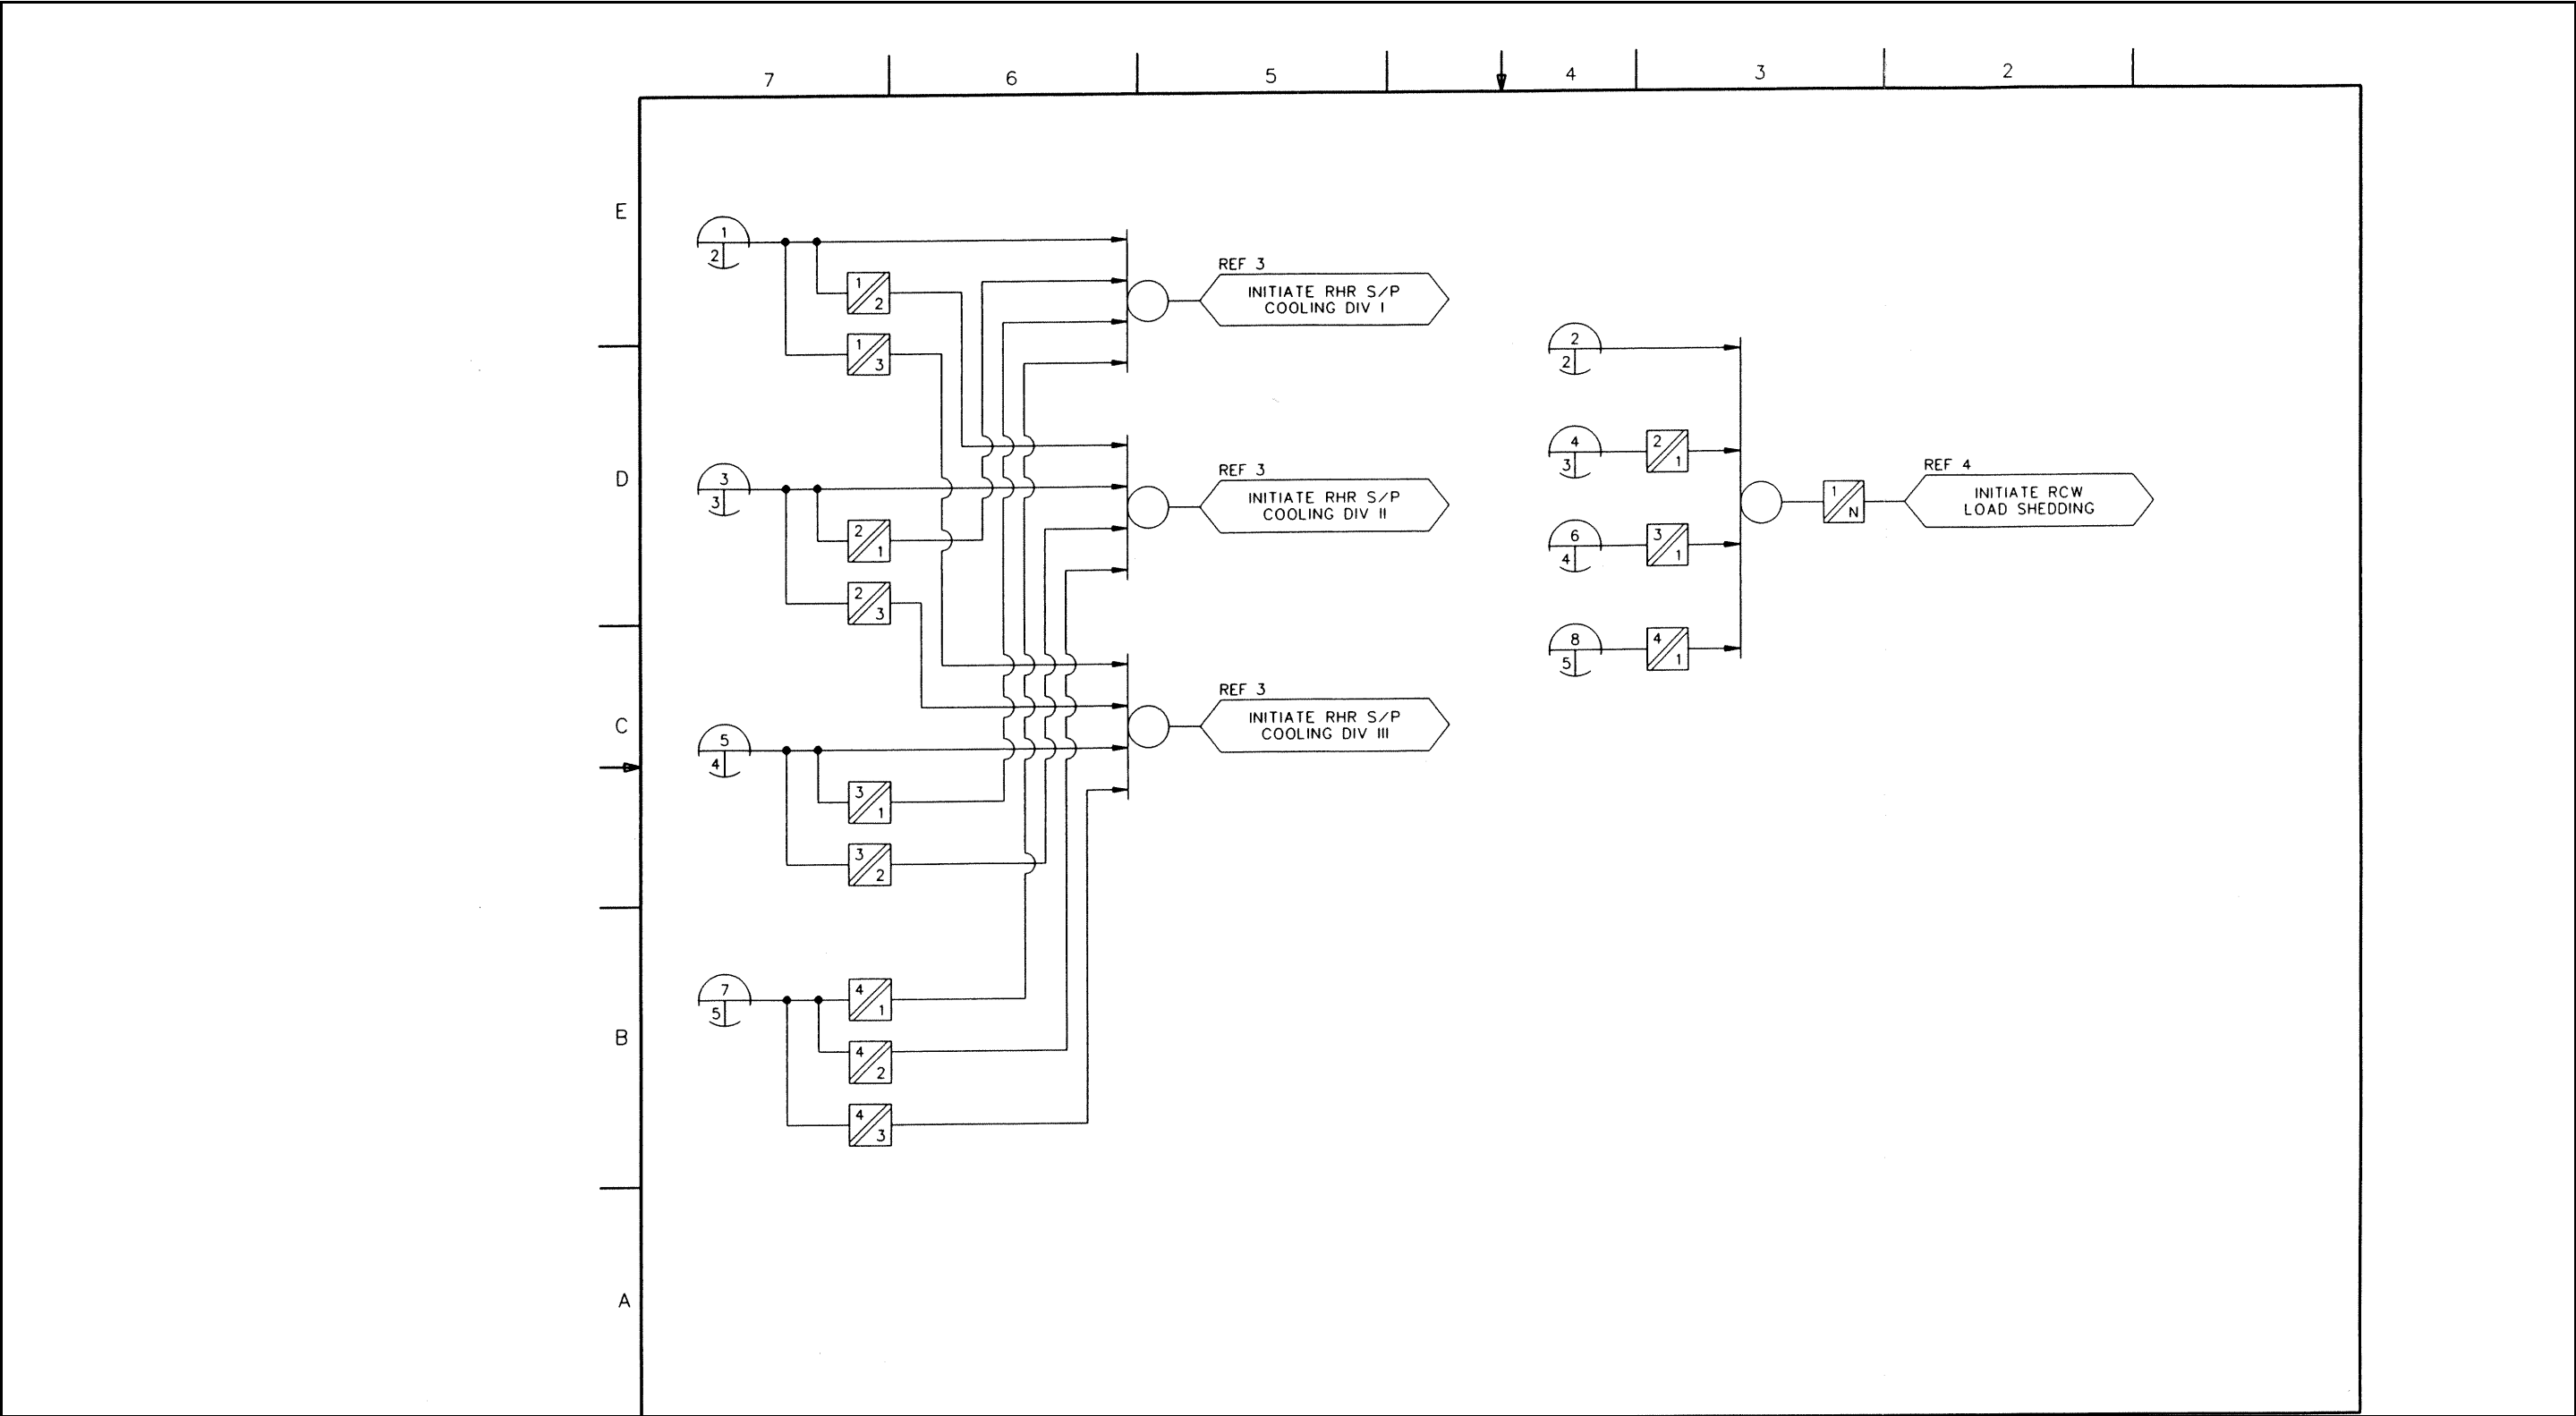 7 6 5 4 3 2
E
D
C
B
A
1
2
1
2
1
3
REF 3
INITIATE RHR S/P
COOLING DIV I
3
3
2
1
2
3
REF 3
INITIATE RHR S/P
COOLING DIV II
5
4
3
1
3
2
REF 3
INITIATE RHR S/P
COOLING DIV III
7
5
4
1
4
2
4
3
2
2
4
3
2
1
6
4
3
1
8
5
4
1
1
N
REF 4
INITIATE RCW
LOAD SHEDDING